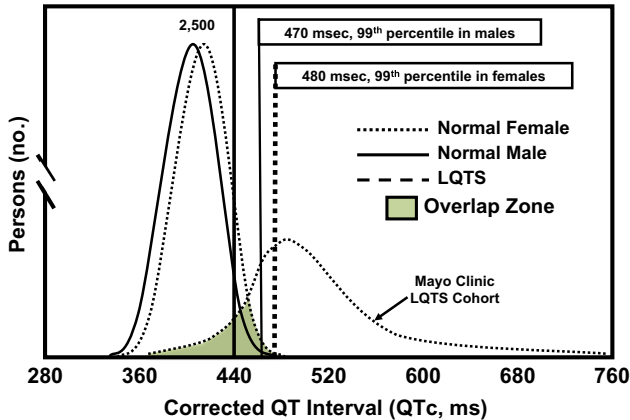 2,500
470 msec, 99th percentile in males
480 msec, 99th percentile in females
Normal Female
Normal Male
LQTS
Overlap Zone
Persons (no.)
Mayo Clinic
LQTS Cohort
280 360 440 520 600 680 760
Corrected QT Interval (QTc, ms)